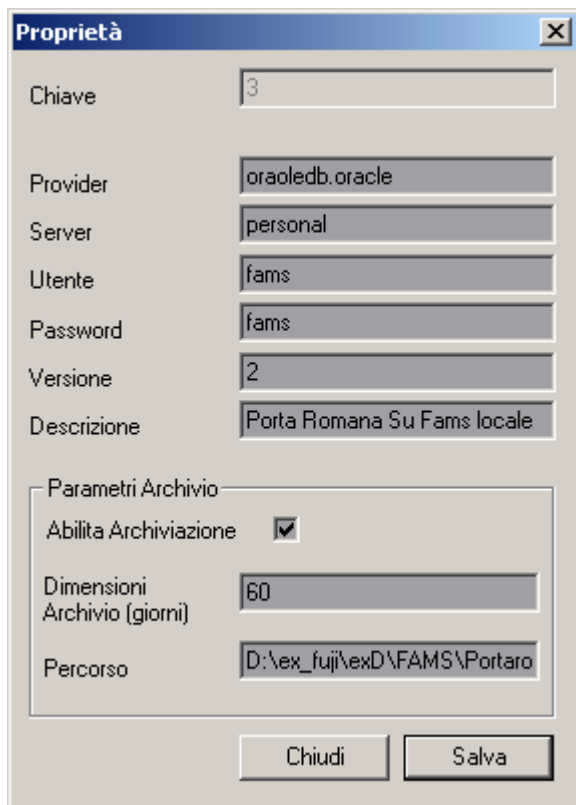 Proprietà
Chiave 3
Provider oraoledb.oracle
Server personal
Utente fams
Password fams
Versione 2
Descrizione Porta Romana Su Fams locale
Parametri Archivio
Abilita Archiviazione
Dimensioni
Archivio (giorni) 60
Percorso D:\ex_fuji\exD\FAMS\Portaro
Chiudi Salva